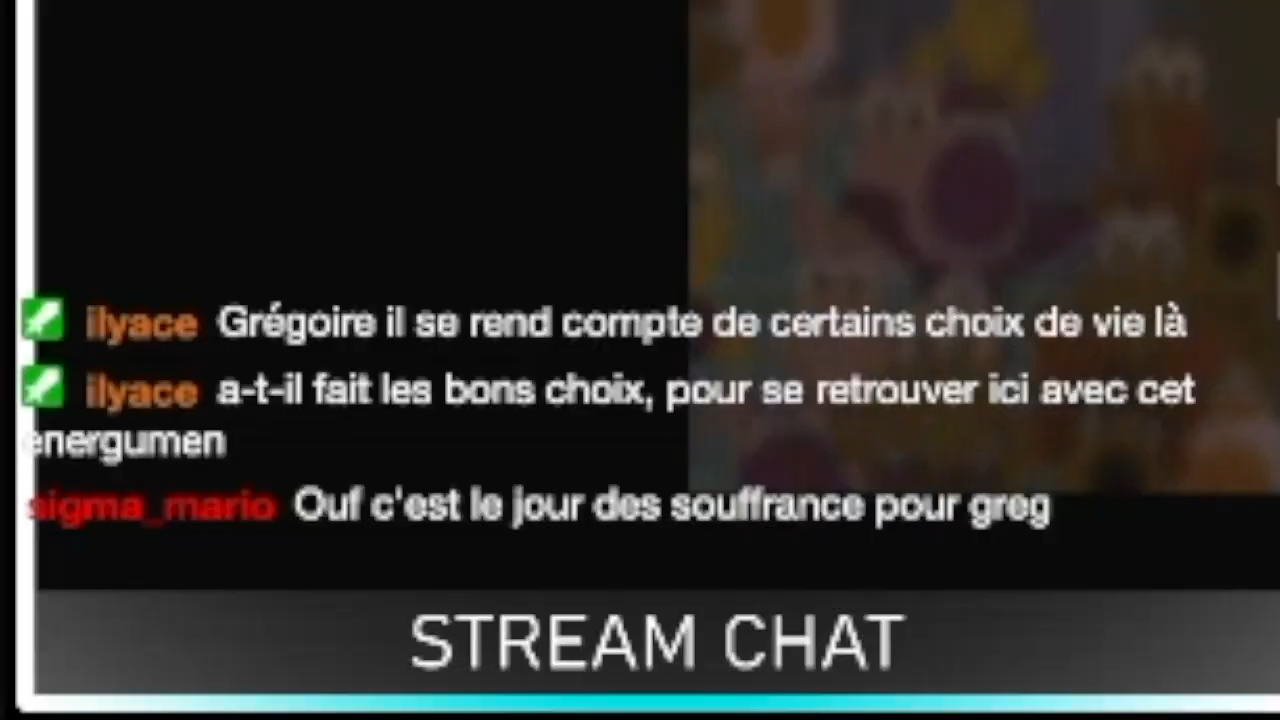 ilyace Grégoire il se rend compte de certains choix de vie là
ilyace a-t-il fait les bons choix, pour se retrouver ici avec cet
energumen
sigma_mario Ouf c'est le jour des souffrance pour greg
STREAM CHAT